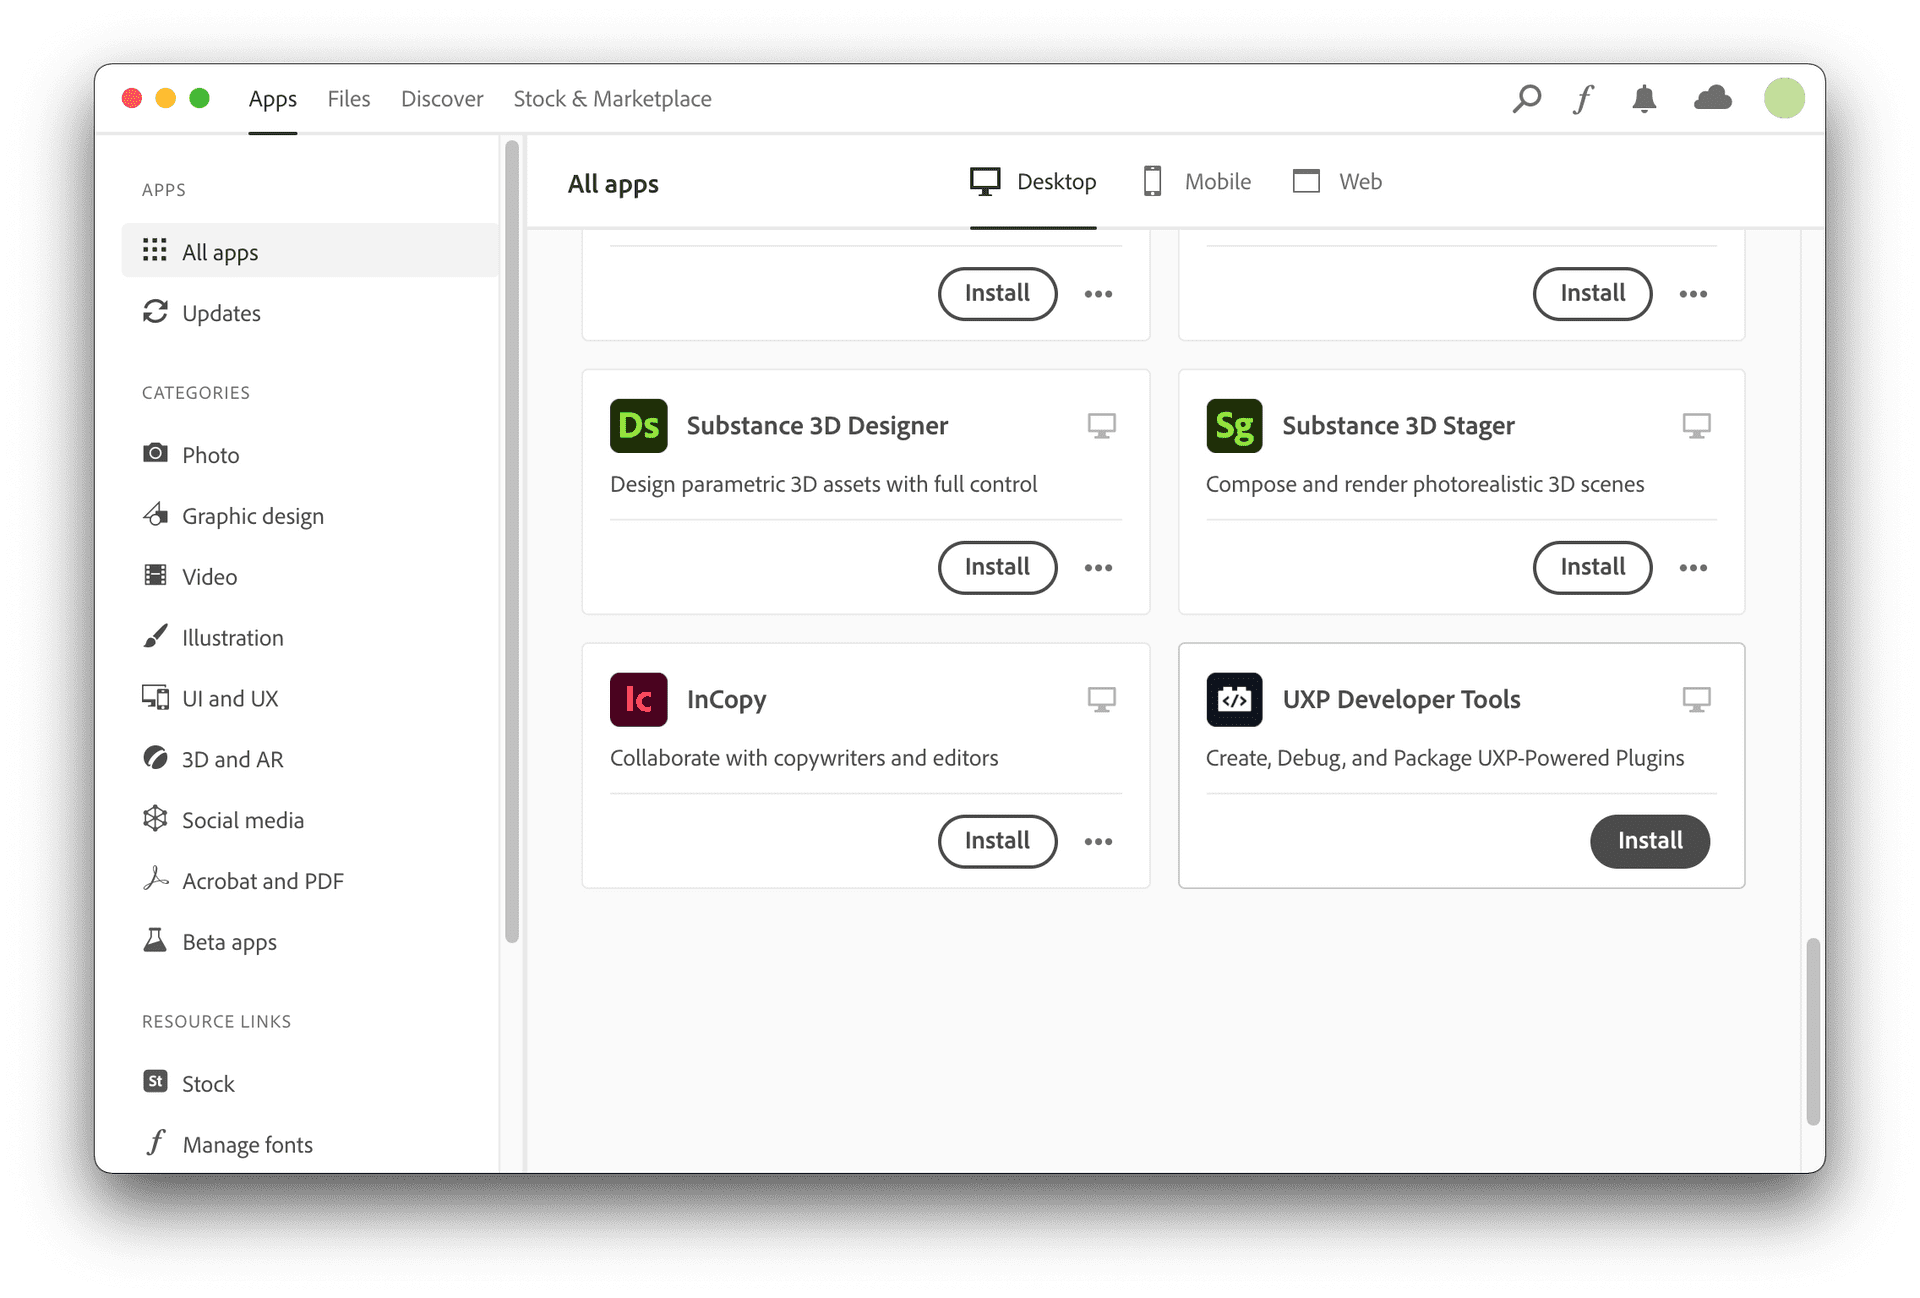 Apps Files Discover Stock & Marketplace
APPS
All apps
Updates
CATEGORIES
Photo
Graphic design
Video
Illustration
UI and UX
3D and AR
Social media
Acrobat and PDF
Beta apps
RESOURCE LINKS
St Stock
Manage fonts
All apps Desktop Mobile Web
Install Install
Ds Substance 3D Designer
Design parametric 3D assets with full control
Install
Sg Substance 3D Stager
Compose and render photorealistic 3D scenes
Install
Ic InCopy
Collaborate with copywriters and editors
Install
UXP Developer Tools
Create, Debug, and Package UXP-Powered Plugins
Install